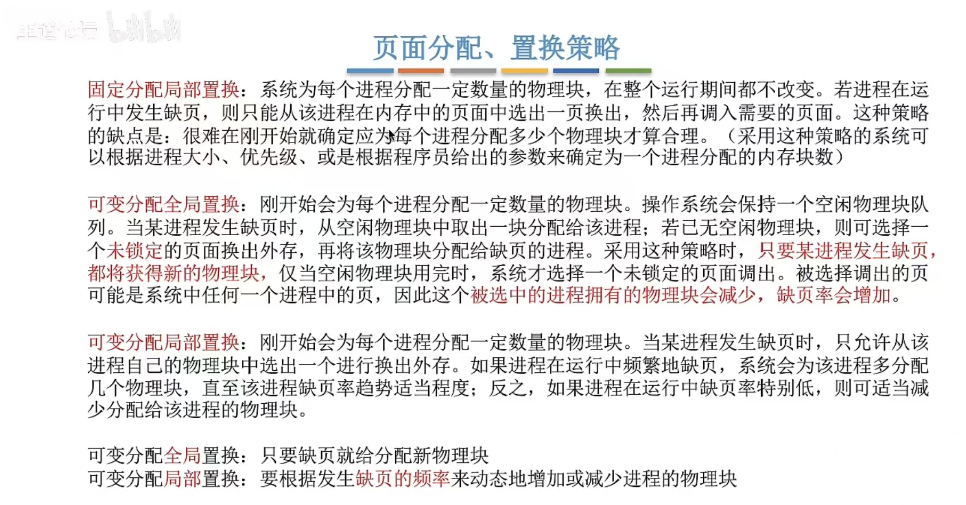 王道论坛 bilibili
页面分配、置换策略
固定分配局部置换：系统为每个进程分配一定数量的物理块，在整个运行期间都不改变。若进程在运
行中发生缺页，则只能从该进程在内存中的页面中选出一页换出，然后再调入需要的页面。这种策略
的缺点是：很难在刚开始就确定应为每个进程分配多少个物理块才算合理。（采用这种策略的系统可
以根据进程大小、优先级、或是根据程序员给出的参数来确定为一个进程分配的内存块数）
可变分配全局置换：刚开始会为每个进程分配一定数量的物理块。操作系统会保持一个空闲物理块队
列。当某进程发生缺页时，从空闲物理块中取出一块分配给该进程；若已无空闲物理块，则可选择一
个未锁定的页面换出外存，再将该物理块分配给缺页的进程。采用这种策略时，只要某进程发生缺页，
都将获得新的物理块，仅当空闲物理块用完时，系统才选择一个未锁定的页面调出。被选择调出的页
可能是系统中任何一个进程中的页，因此这个被选中的进程拥有的物理块会减少，缺页率会增加。
可变分配局部置换：刚开始会为每个进程分配一定数量的物理块。当某进程发生缺页时，只允许从该
进程自己的物理块中选出一个进行换出外存。如果进程在运行中频繁地缺页，系统会为该进程多分配
几个物理块，直至该进程缺页率趋势适当程度；反之，如果进程在运行中缺页率特别低，则可适当减
少分配给该进程的物理块。
可变分配全局置换：只要缺页就给分配新物理块
可变分配局部置换：要根据发生缺页的频率来动态地增加或减少进程的物理块